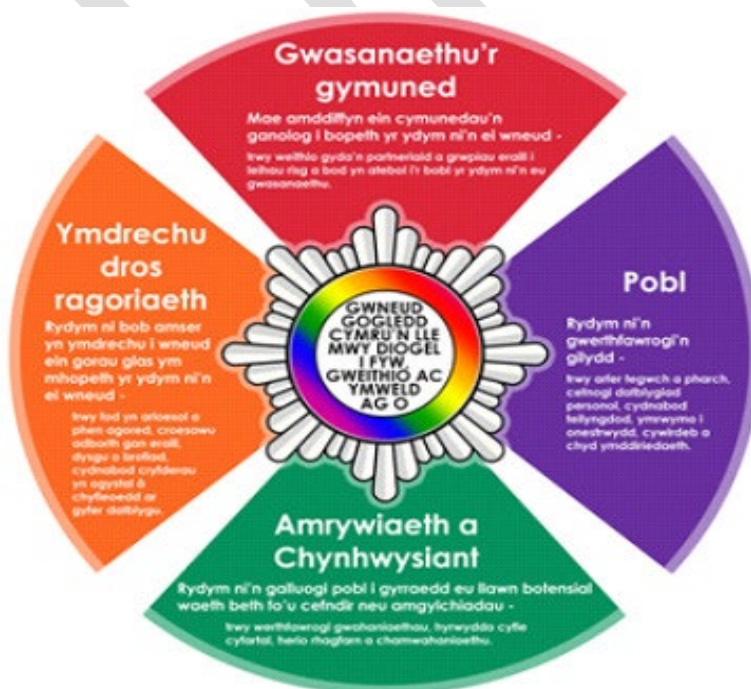 Gwasanaethu'r
gymuned
Mae amddiffyn ein cymunedau'n
ganolog i bopeth yr ydym ni'n ei wneud -
trwy weithio gyda'n partneriaid a grwpiau eraill i
leihau risg a bod yn atebol i'r bobl yr ydym ni'n eu
gwasanaethu.
Ymdrechu
dros
ragoriaeth
Rydym ni bob amser
yn ymdrechu i wneud
ein gorau glas ym
mhopeth yr ydym ni'n
ei wneud -
trwy fod yn arloesol a
phen agored, croesawu
adborth gan eraill,
dysgu o brofiad,
cydnabod cryfderau
yn ogystal â
chyfleoedd ar
gyfer datblygu.
GWNEUD
GOGLEDD
CYMRU'N LLE
MWY DIOGEL
I FYW,
GWEITHIO AC
YMWELD
AG O
Pobl
Rydym ni'n
gwerthfawrogi'n
gilydd -
trwy arfer tegwch a pharch,
cefnogi datblygiad
personol, cydnabod
teilyngdod, ymrwymo i
onestrwydd, cywirdeb a
chyd ymddiriedaeth.
Amrywiaeth a
Chynhwysiant
Rydym ni'n galluogi pobl i gyrraedd eu llawn botensial
waeth beth fo'u cefndir neu amgylchiadau -
trwy werthfawrogi gwahaniaethau, hyrwyddo cyfle
cyfartal, herio rhagfarn a chamwahaniaethu.